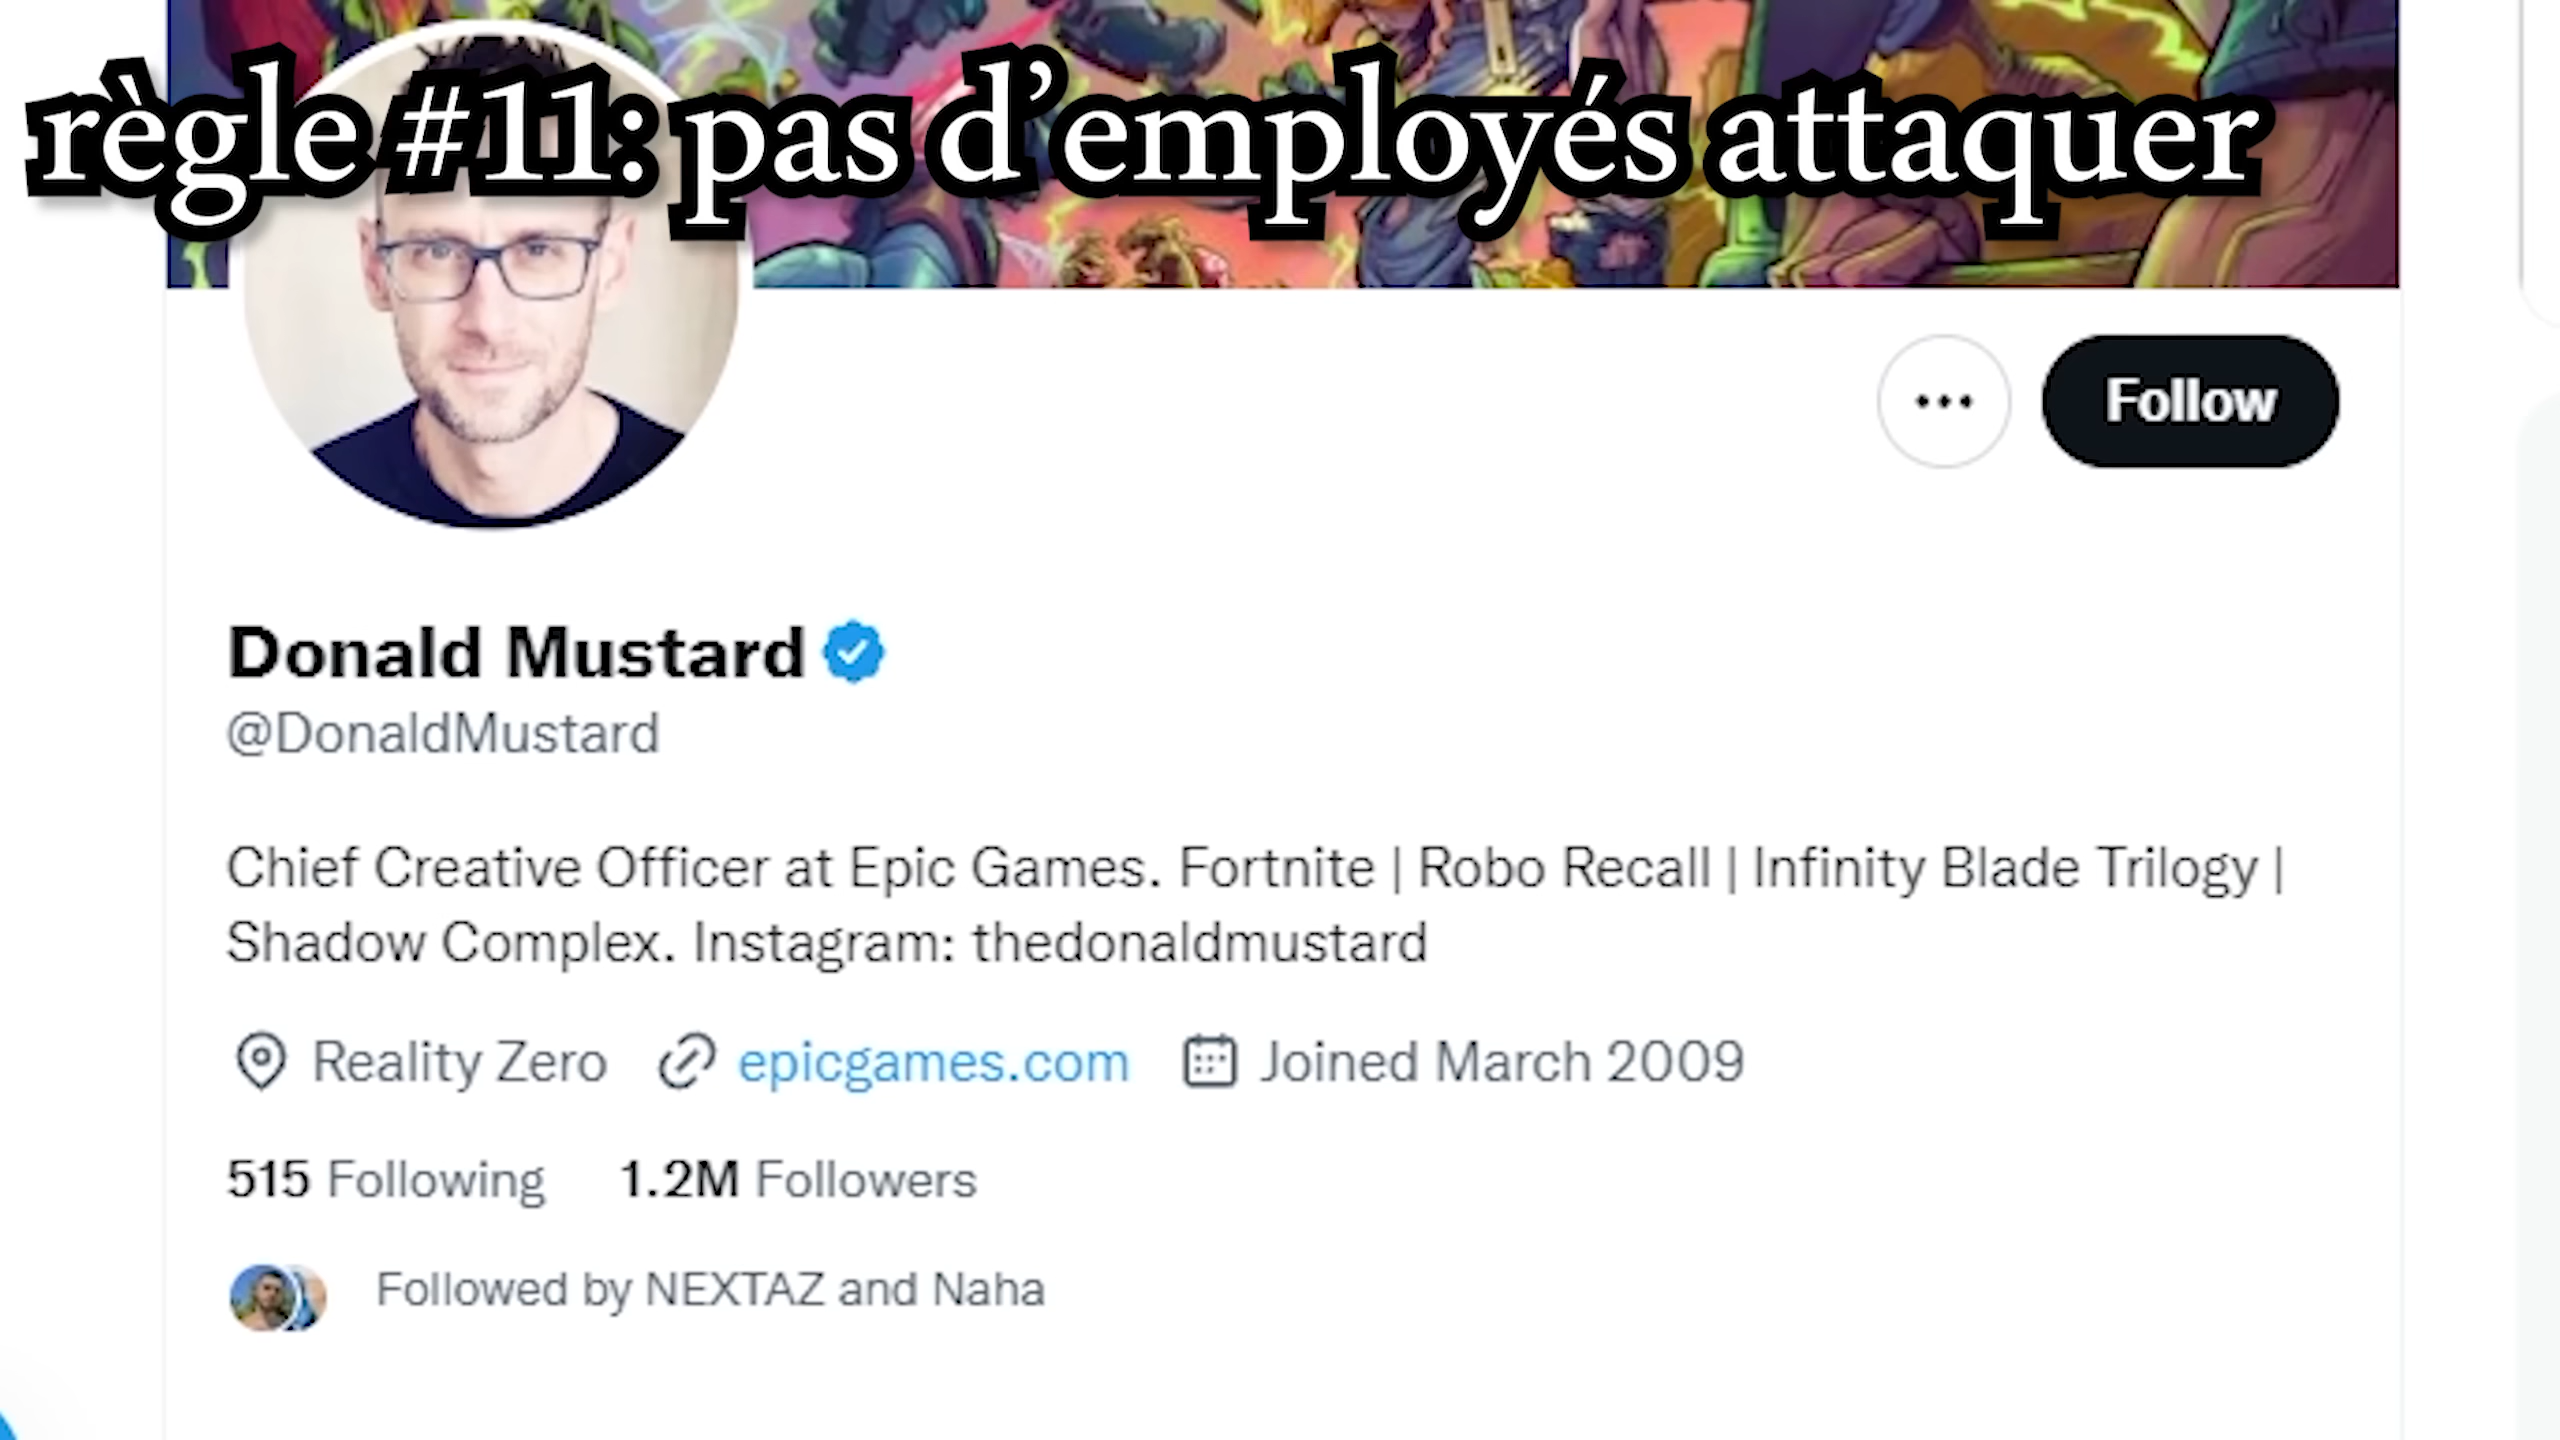 règle #11: pas d’employés attaquer
Follow
Donald Mustard
@DonaldMustard
Chief Creative Officer at Epic Games. Fortnite | Robo Recall | Infinity Blade Trilogy |
Shadow Complex. Instagram: thedonaldmustard
Reality Zero epicgames.com Joined March 2009
515 Following 1.2M Followers
Followed by NEXTAZ and Naha